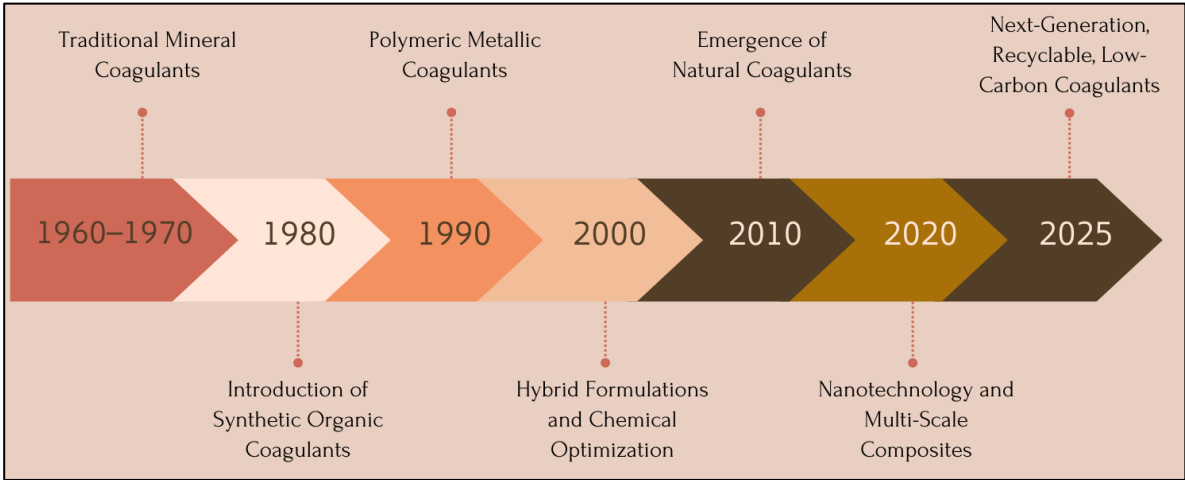 Traditional Mineral
Coagulants
Polymeric Metallic
Coagulants
Emergence of
Natural Coagulants
Next-Generation,
Recyclable, Low-
Carbon Coagulants
1960–1970
1980
1990
2000
2010
2020
2025
Introduction of
Synthetic Organic
Coagulants
Hybrid Formulations
and Chemical
Optimization
Nanotechnology and
Multi-Scale
Composites